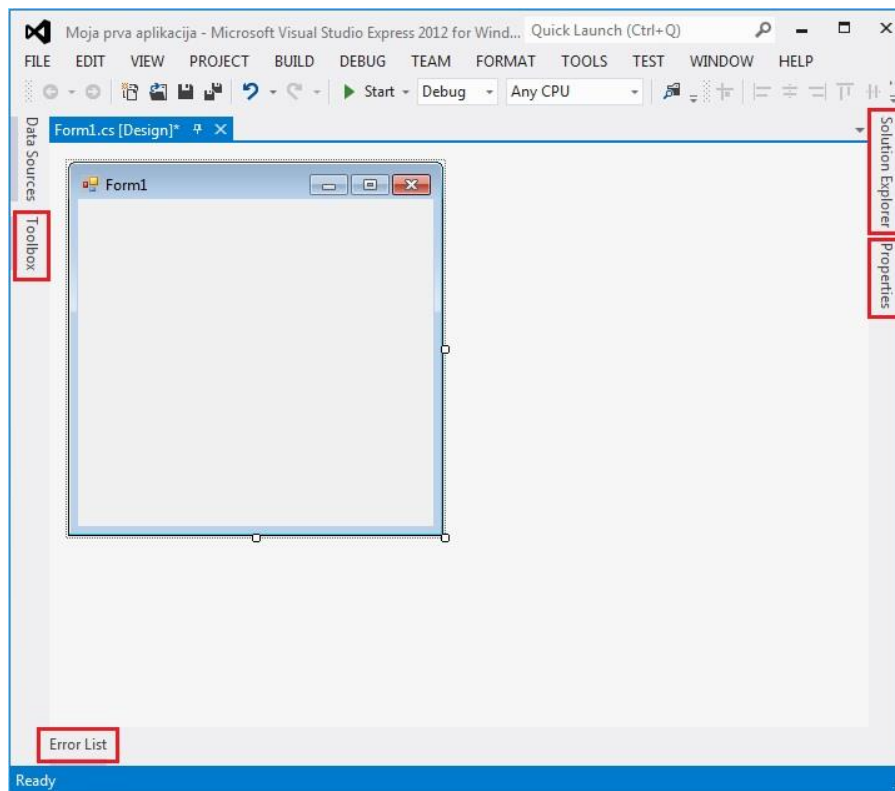 Moja prva aplikacija - Microsoft Visual Studio Express 2012 for Wind...
Quick Launch (Ctrl+Q)
FILE EDIT VIEW PROJECT BUILD DEBUG TEAM FORMAT TOOLS TEST WINDOW HELP
Start Debug Any CPU
Data Sources
Toolbox
Form1.cs [Design]*
Form1
Solution Explorer
Properties
Error List
Ready